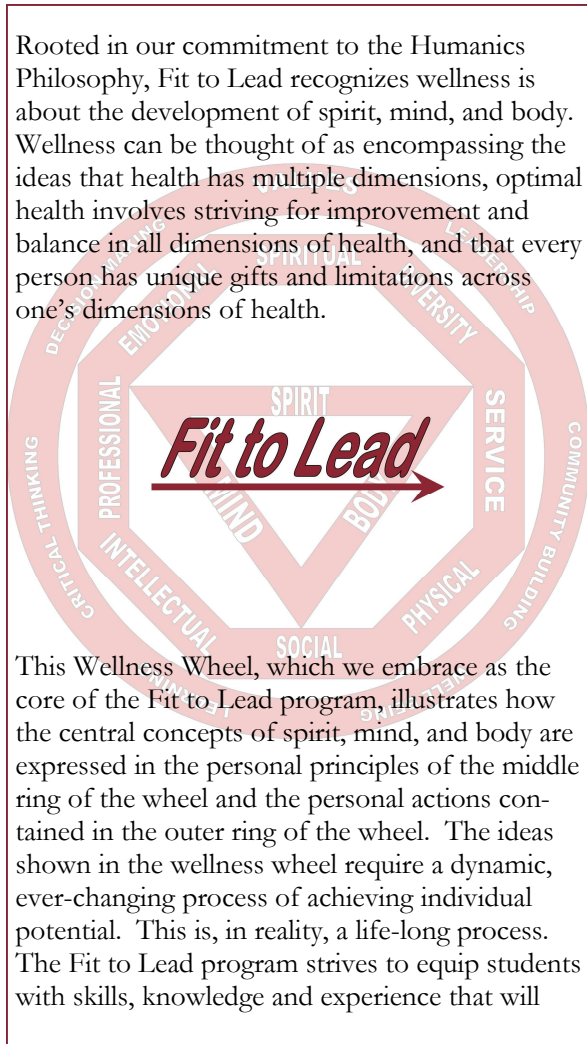 Rooted in our commitment to the Humanics
Philosophy, Fit to Lead recognizes wellness is
about the development of spirit, mind, and body.
Wellness can be thought of as encompassing the
ideas that health has multiple dimensions, optimal
health involves striving for improvement and
balance in all dimensions of health, and that every
person has unique gifts and limitations across
one's dimensions of health.
VALUES
DECISION MAKING
LEADERSHIP
SPIRITUAL
EMOTIONAL
DIVERSITY
PROFESSIONAL
SPIRIT
SERVICE
Fit to Lead
MIND
BODY
CRITICAL THINKING
COMMUNITY BUILDING
INTELLECTUAL
PHYSICAL
SOCIAL
LEARNING
WELLBEING
This Wellness Wheel, which we embrace as the
core of the Fit to Lead program, illustrates how
the central concepts of spirit, mind, and body are
expressed in the personal principles of the middle
ring of the wheel and the personal actions con-
tained in the outer ring of the wheel.  The ideas
shown in the wellness wheel require a dynamic,
ever-changing process of achieving individual
potential.  This is, in reality, a life-long process.
The Fit to Lead program strives to equip students
with skills, knowledge and experience that will